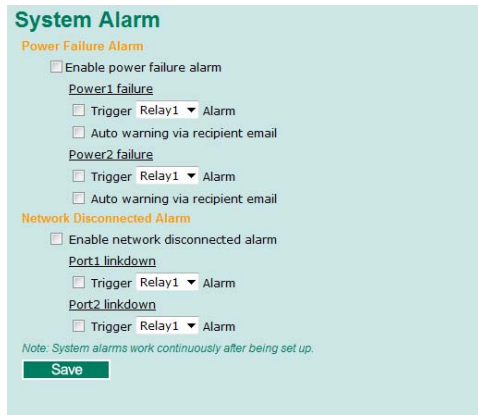 System Alarm
Power Failure Alarm
Enable power failure alarm
Power1 failure
Trigger Relay1 Alarm
Auto warning via recipient email
Power2 failure
Trigger Relay1 Alarm
Auto warning via recipient email
Network Disconnected Alarm
Enable network disconnected alarm
Port1 linkdown
Trigger Relay1 Alarm
Port2 linkdown
Trigger Relay1 Alarm
Note: System alarms work continuously after being set up.
Save